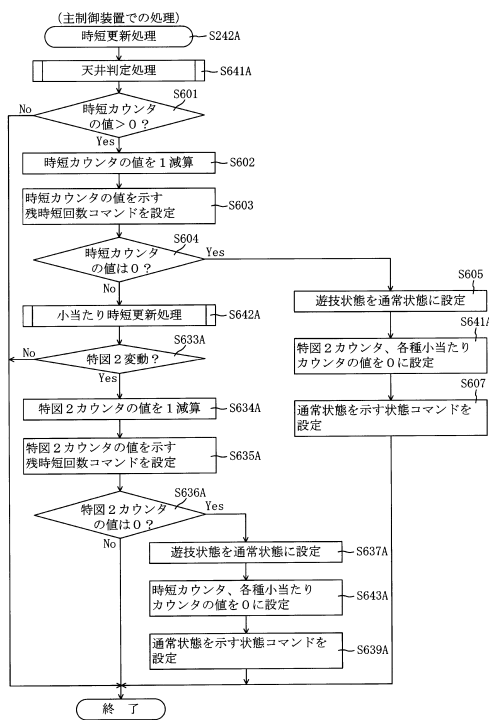 (主制御装置での処理)
時短更新処理
S242A
天井判定処理
S641A
S601
No
時短カウンタ
の値>0?
Yes
時短カウンタの値を1減算
S602
時短カウンタの値を示す
残時短回数コマンドを設定
S603
S604
時短カウンタ
の値は0?
Yes
No
S605
遊技状態を通常状態に設定
小当たり時短更新処理
S642A
S641A
特図2カウンタ、各種小当たり
カウンタの値を0に設定
S633A
No
特図2変動?
Yes
S607
通常状態を示す状態コマンドを
設定
特図2カウンタの値を1減算
S634A
特図2カウンタの値を示す
残時短回数コマンドを設定
S635A
S636A
特図2カウンタ
の値は0?
Yes
No
遊技状態を通常状態に設定
S637A
時短カウンタ、各種小当たり
カウンタの値を0に設定
S643A
通常状態を示す状態コマンドを
設定
S639A
終 了